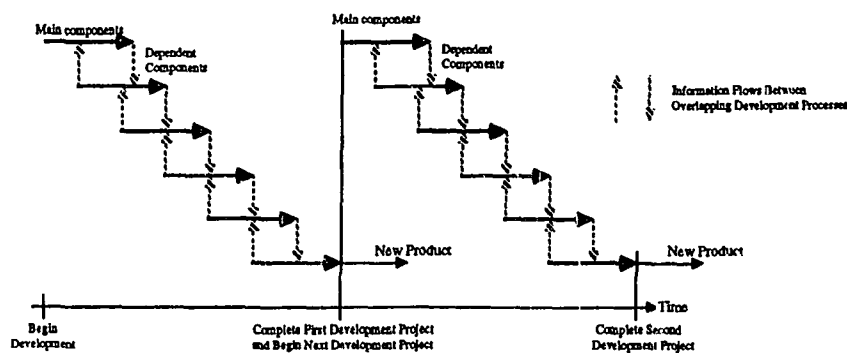 Main components
Dependent
Components
Main components
Dependent
Components
Information Flows Between
Overlapping Development Processes
New Product
New Product
Time
Begin
Development
Complete First Development Project
and Begin Next Development Project
Complete Second
Development Project